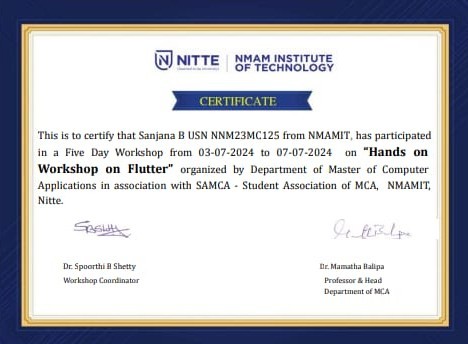 NITTE
NMAM INSTITUTE
OF TECHNOLOGY
CERTIFICATE
This is to certify that Sanjana B USN NNM23MC125 from NMAMIT, has participated
in a Five Day Workshop from 03-07-2024 to 07-07-2024 on “Hands on
Workshop on Flutter” organized by Department of Master of Computer
Applications in association with SAMCA - Student Association of MCA, NMAMIT,
Nitte.
Dr. Spoorthi B Shetty
Workshop Coordinator
Dr. Mamatha Balipa
Professor & Head
Department of MCA